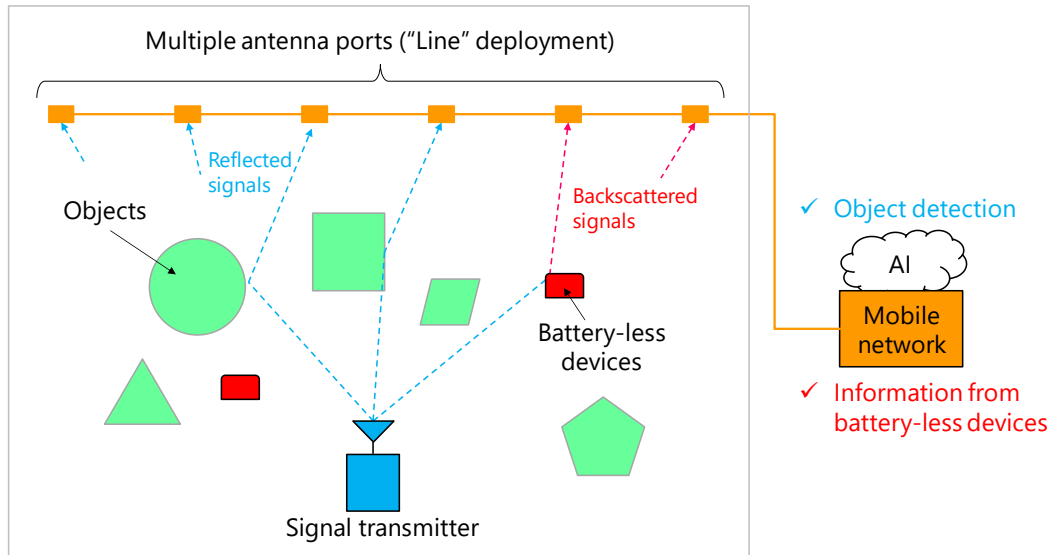 Multiple antenna ports (“Line” deployment)
Reflected
signals
Objects
Backscattered
signals
Battery-less
devices
Signal transmitter
✓ Object detection
AI
Mobile
network
✓ Information from
battery-less devices